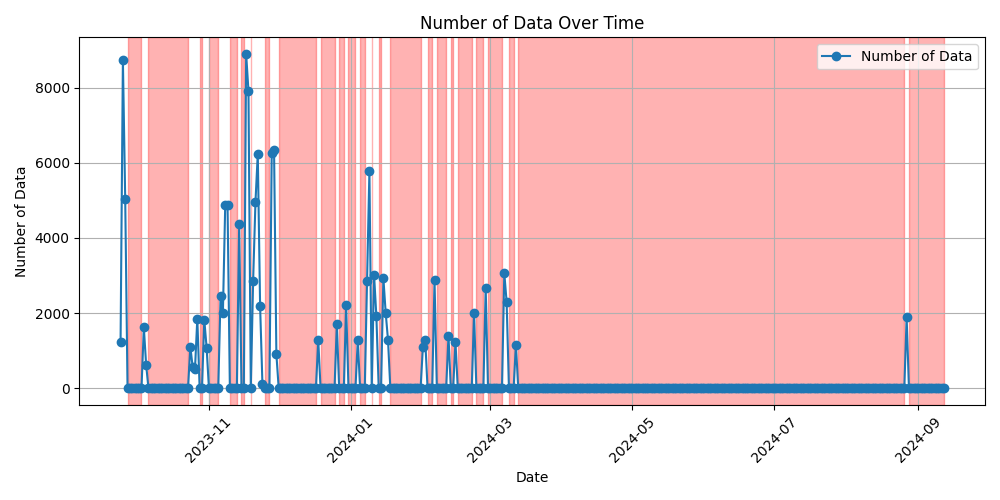 Number of Data Over Time
Number of Data
8000
6000
4000
2000
0
Number of Data
2023-11
2024-01
2024-03
2024-05
2024-07
2024-09
Date